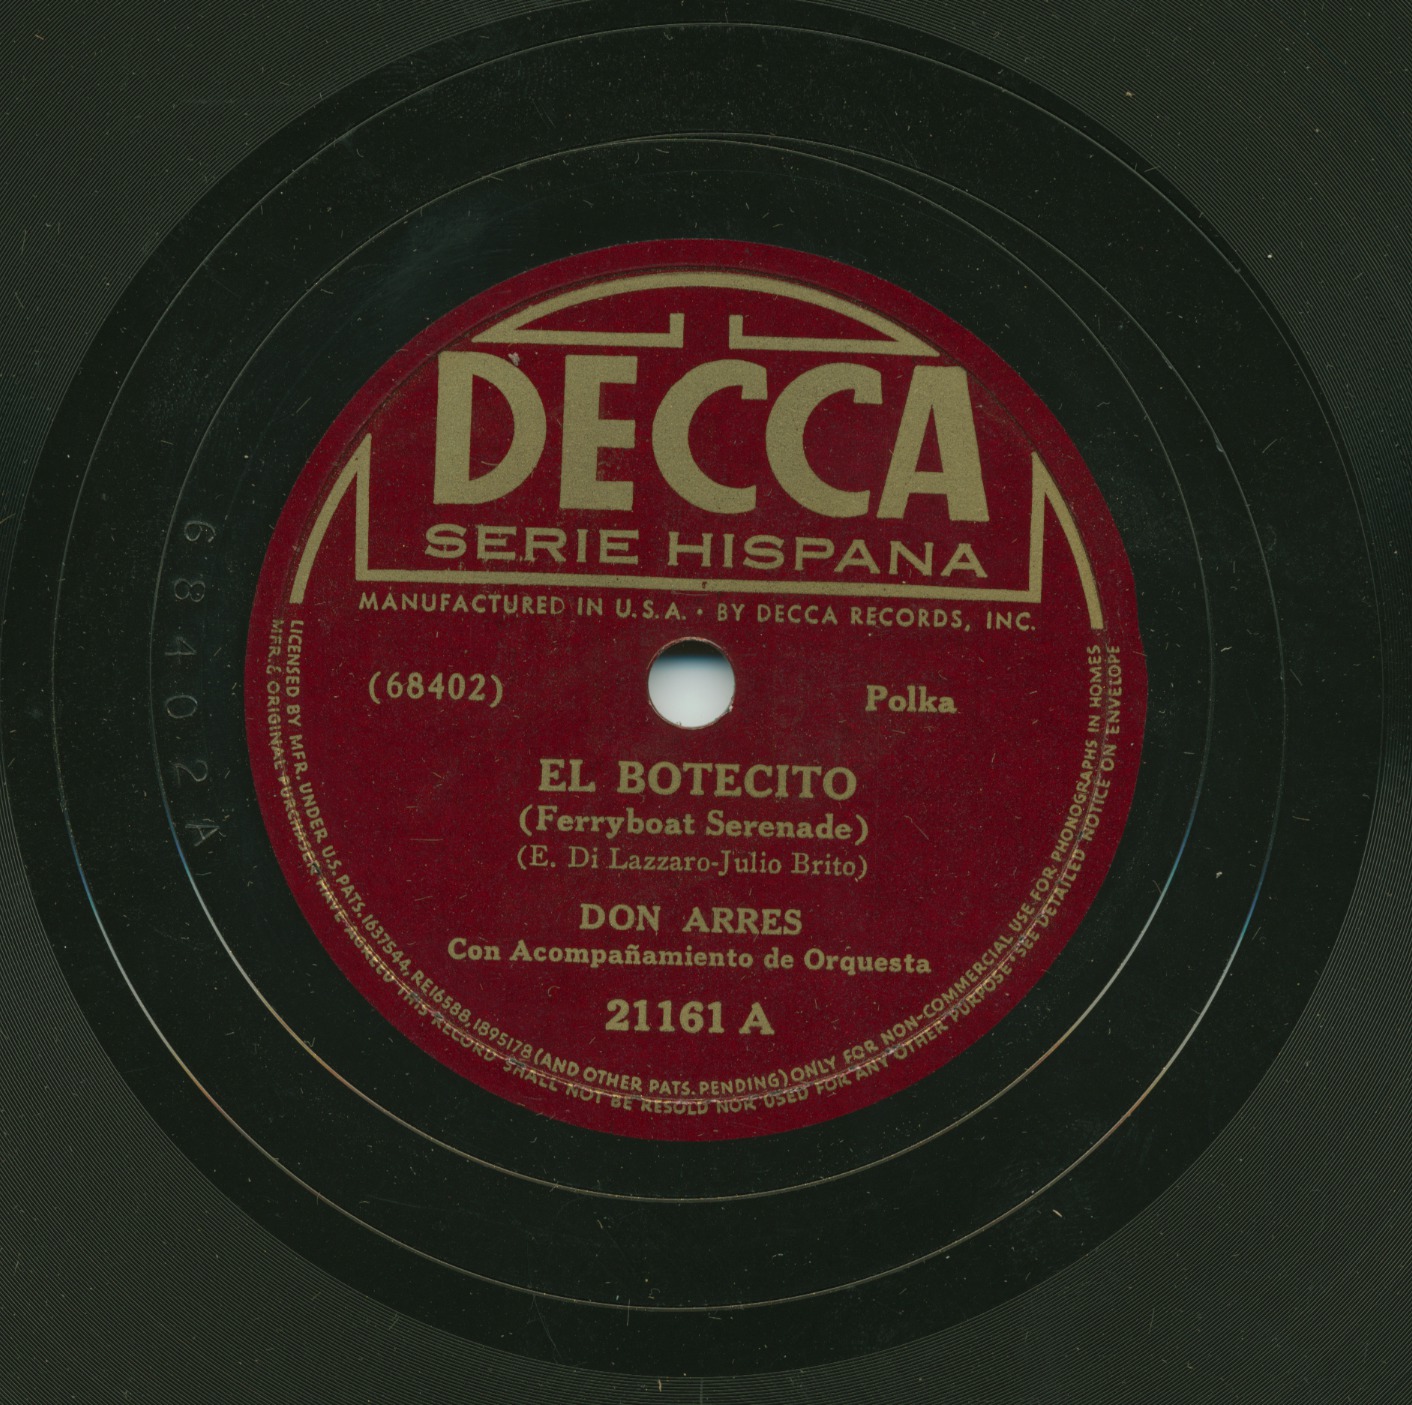 DECCA
SERIE HISPANA
MANUFACTURED IN U.S.A. • BY DECCA RECORDS, INC.
(68402)
Polka
EL BOTECITO
(Ferryboat Serenade)
(E. Di Lazzaro-Julio Brito)
DON ARRES
Con Acompañamiento de Orquesta
21161 A
LICENSED BY MFR. UNDER U.S. PATS. 1637544, RE16588, 1895178 (AND OTHER PATS. PENDING) ONLY FOR NON-COMMERCIAL USE FOR PHONOGRAPHS IN HOMES
MFR. & ORIGINAL PURCHASER HAVE AGREED THIS RECORD SHALL NOT BE RESOLD NOR USED FOR ANY OTHER PURPOSE • SEE DETAILED NOTICE ON ENVELOPE
68402A